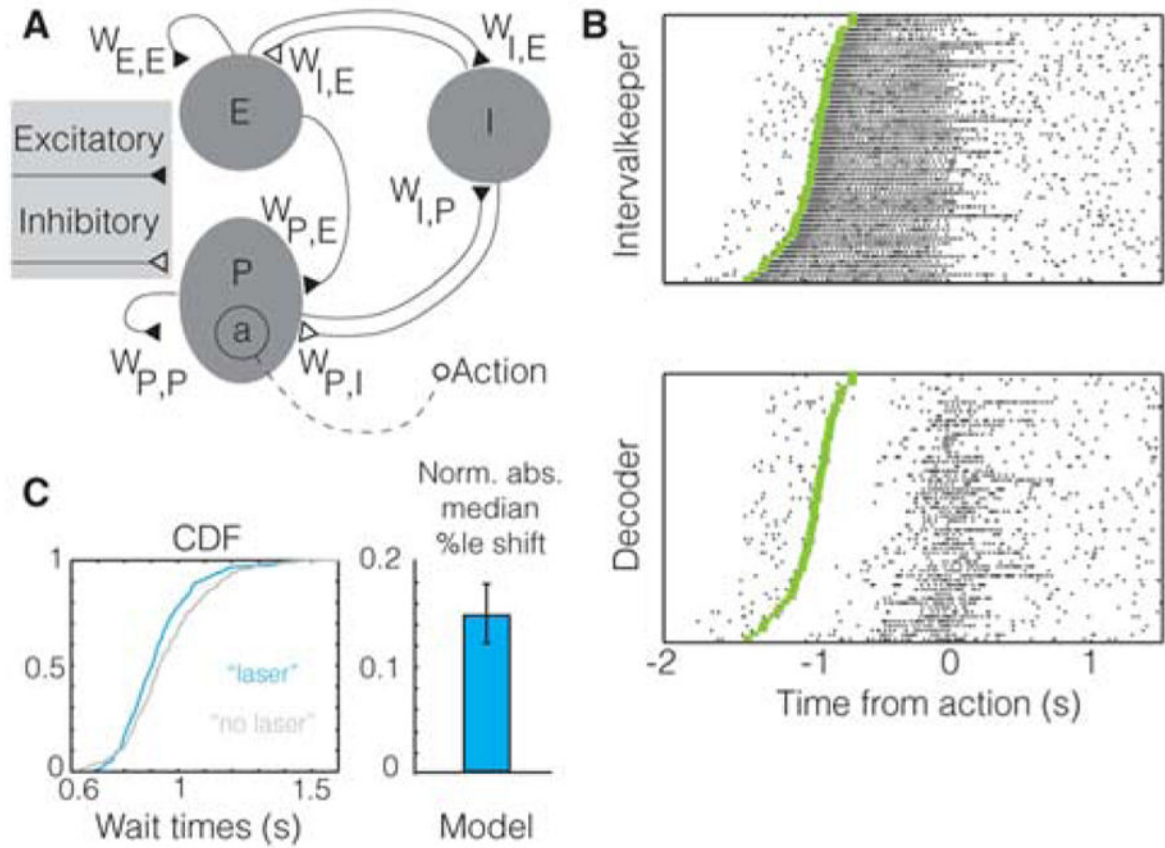 A
W E,E
W I,E
W I,E
E
I
Excitatory
Inhibitory
W P,E
W I,P
P
a
W P,P
W P,I
Action
B
Intervalkeeper
Decoder
-2
-1
0
1
Time from action (s)
C
CDF
1
0.5
0
"laser"
"no laser"
0.6
1
1.5
Wait times (s)
Norm. abs.
median
%le shift
0.2
0.1
0
Model